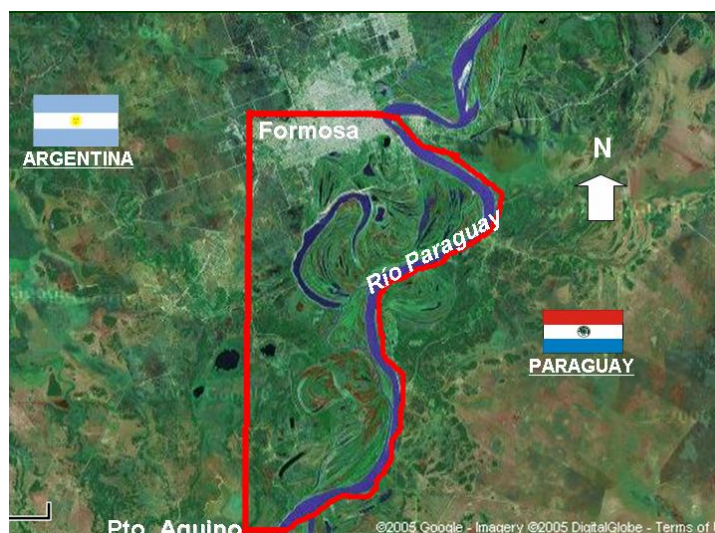 Formosa
ARGENTINA
N
Río Paraguay
PARAGUAY
Pto. Aquino
©2005 Google - Imagery ©2005 DigitalGlobe - Terms of